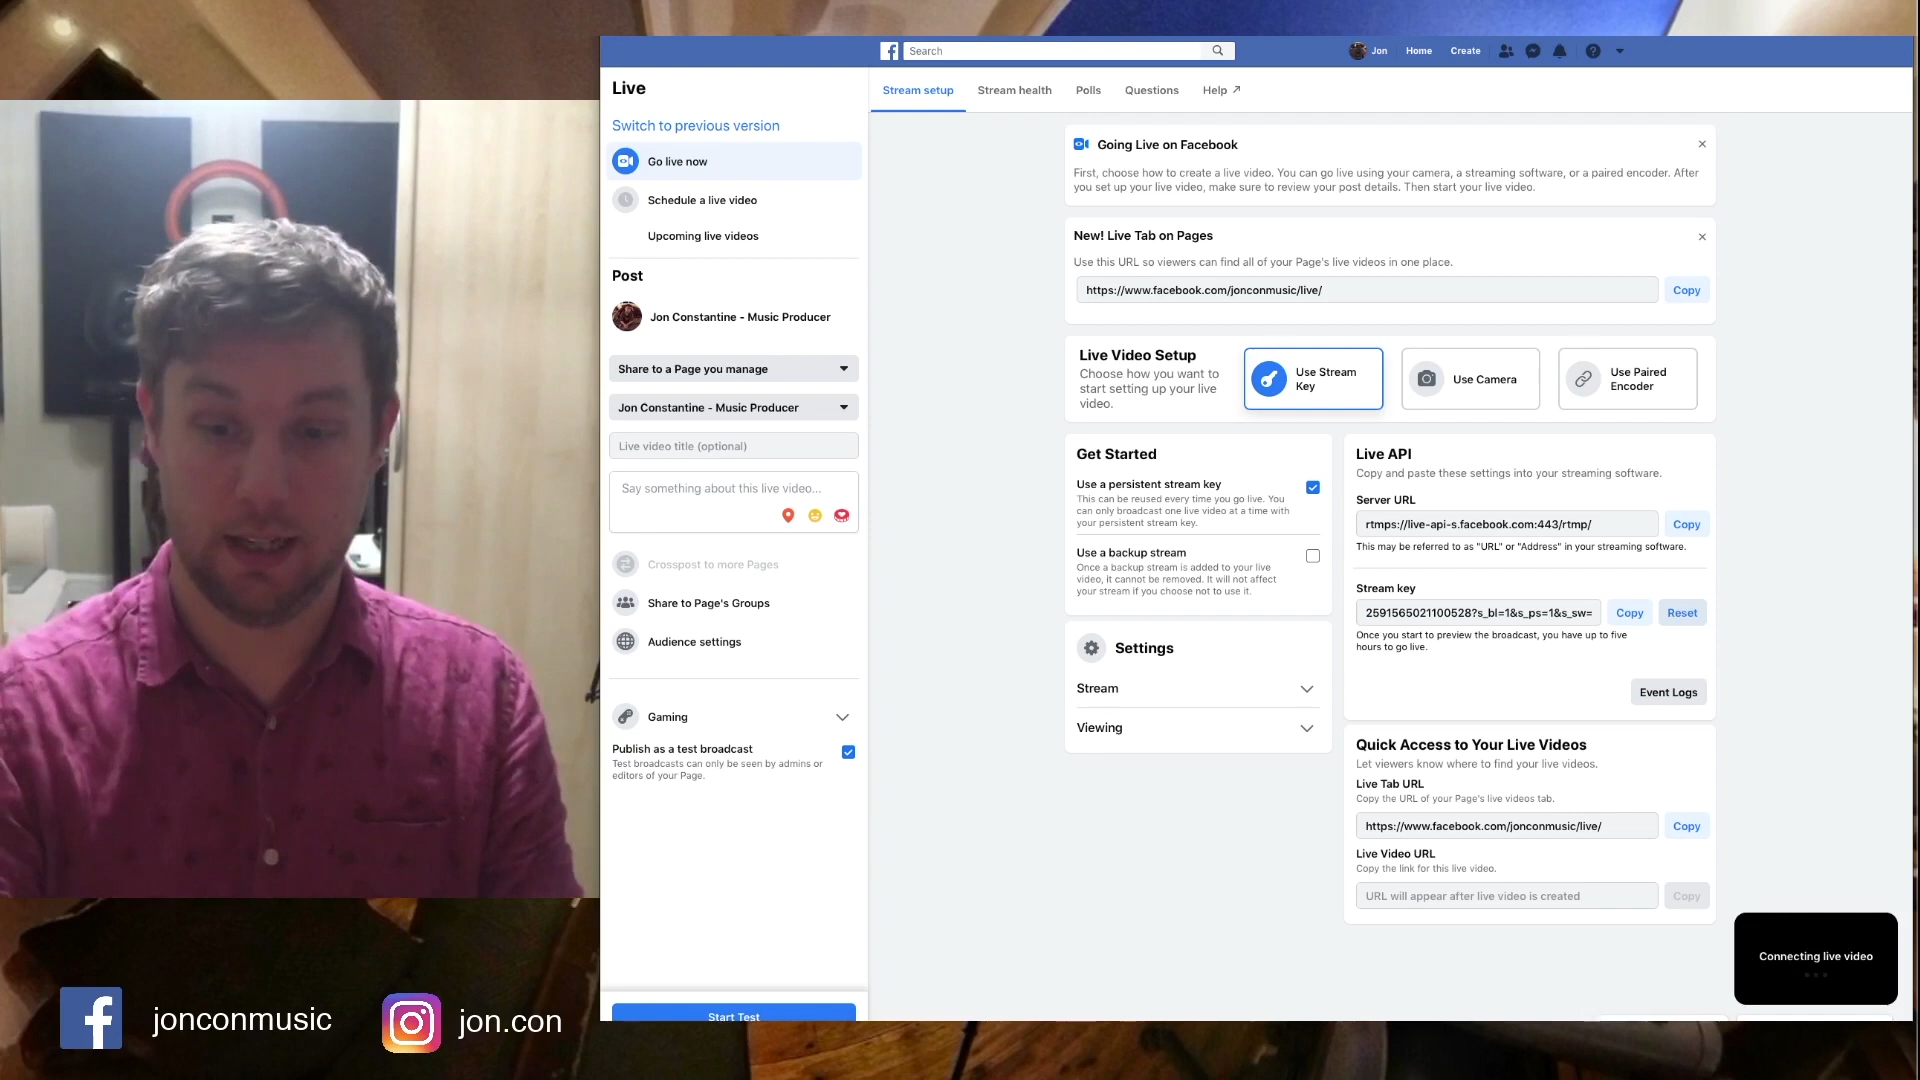 Search
Jon
Home
Create
Live
Switch to previous version
Go live now
Schedule a live video
Upcoming live videos
Post
Jon Constantine - Music Producer
Share to a Page you manage
Jon Constantine - Music Producer
Live video title (optional)
Say something about this live video...
Crosspost to more Pages
Share to Page's Groups
Audience settings
Gaming
Publish as a test broadcast
Test broadcasts can only be seen by admins or
editors of your Page.
Start Test
Stream setup
Stream health
Polls
Questions
Help
Going Live on Facebook
First, choose how to create a live video. You can go live using your camera, a streaming software, or a paired encoder. After
you set up your live video, make sure to review your post details. Then start your live video.
New! Live Tab on Pages
Use this URL so viewers can find all of your Page's live videos in one place.
https://www.facebook.com/jonconmusic/live/
Copy
Live Video Setup
Choose how you want to
start setting up your live
video.
Use Stream
Key
Use Camera
Use Paired
Encoder
Get Started
Use a persistent stream key
This can be reused every time you go live. You
can only broadcast one live video at a time with
your persistent stream key.
Use a backup stream
Once a backup stream is added to your live
video, it cannot be removed. It will not affect
your stream if you choose not to use it.
Settings
Stream
Viewing
Live API
Copy and paste these settings into your streaming software.
Server URL
rtmps://live-api-s.facebook.com:443/rtmp/
Copy
This may be referred to as "URL" or "Address" in your streaming software.
Stream key
2591565021100528?s_bl=1&s_ps=1&s_sw=
Copy
Reset
Once you start to preview the broadcast, you have up to five
hours to go live.
Event Logs
Quick Access to Your Live Videos
Let viewers know where to find your live videos.
Live Tab URL
Copy the URL of your Page's live videos tab.
https://www.facebook.com/jonconmusic/live/
Copy
Live Video URL
Copy the link for this live video.
URL will appear after live video is created
Copy
Connecting live video
jonconmusic
jon.con